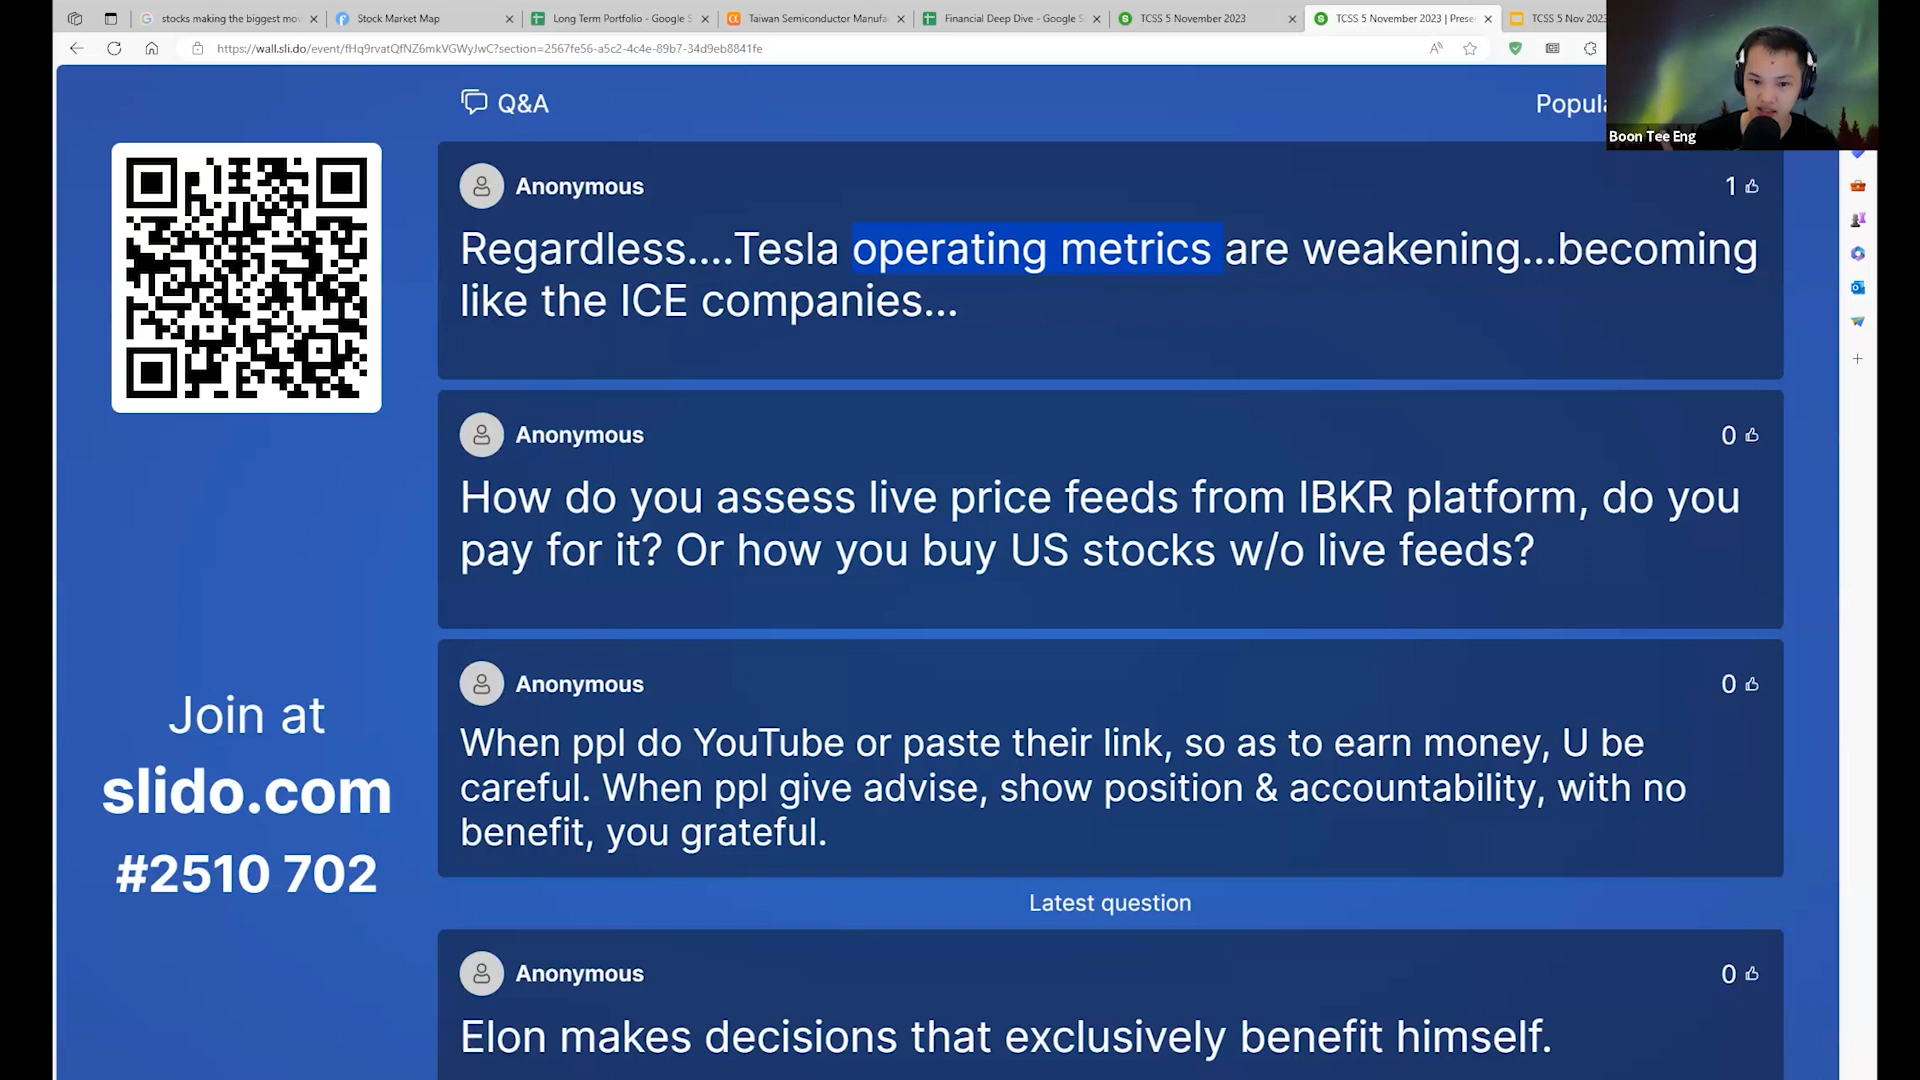 stocks making the biggest mov
Stock Market Map
Long Term Portfolio - Google S
Taiwan Semiconductor Manufa
Financial Deep Dive - Google S
TCSS 5 November 2023
TCSS 5 November 2023 | Prese
TCSS 5 Nov 2023
https://wall.sli.do/event/fHq9rvatQfNZ6mkVGWyJwC?section=2567fe56-a5c2-4c4e-89b7-34d9eb8841fe
Boon Tee Eng
Q&A
Popula
Anonymous
1
Regardless....Tesla operating metrics are weakening...becoming
like the ICE companies...
Anonymous
0
How do you assess live price feeds from IBKR platform, do you
pay for it? Or how you buy US stocks w/o live feeds?
Anonymous
0
When ppl do YouTube or paste their link, so as to earn money, U be
careful. When ppl give advise, show position & accountability, with no
benefit, you grateful.
Join at
slido.com
#2510 702
Latest question
Anonymous
0
Elon makes decisions that exclusively benefit himself.